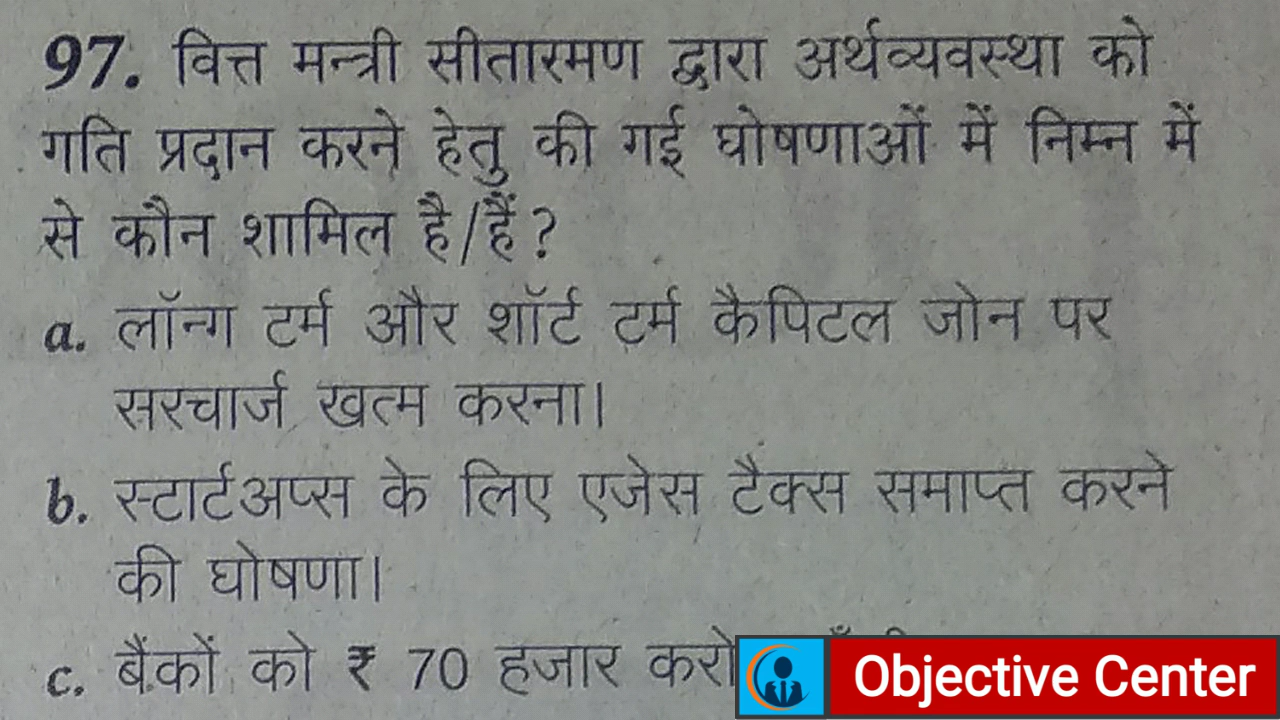 97. वित्त मन्त्री सीतारमण द्वारा अर्थव्यवस्था को
गति प्रदान करने हेतु की गई घोषणाओं में निम्न में
से कौन शामिल है/हैं?
a. लॉन्ग टर्म और शॉर्ट टर्म कैपिटल जोन पर
सरचार्ज खत्म करना।
b. स्टार्टअप्स के लिए एजेस टैक्स समाप्त करने
की घोषणा।
c. बैंकों को ₹ 70 हजार
Objective Center